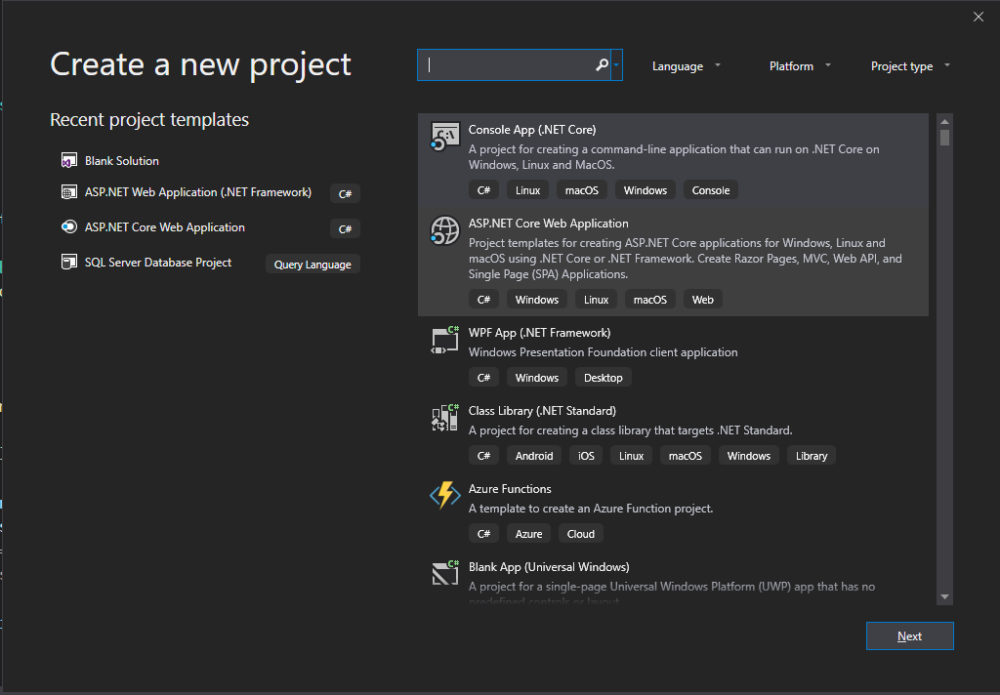 Create a new project
Language
Platform
Project type
Recent project templates
Blank Solution
ASP.NET Web Application (.NET Framework)
C#
ASP.NET Core Web Application
C#
SQL Server Database Project
Query Language
Console App (.NET Core)
A project for creating a command-line application that can run on .NET Core on
Windows, Linux and MacOS.
C# Linux macOS Windows Console
ASP.NET Core Web Application
Project templates for creating ASP.NET Core applications for Windows, Linux and
macOS using .NET Core or .NET Framework. Create Razor Pages, MVC, Web API, and
Single Page (SPA) Applications.
C# Windows Linux macOS Web
WPF App (.NET Framework)
Windows Presentation Foundation client application
C# Windows Desktop
Class Library (.NET Standard)
A project for creating a class library that targets .NET Standard.
C# Android iOS Linux macOS Windows Library
Azure Functions
A template to create an Azure Function project.
C# Azure Cloud
Blank App (Universal Windows)
A project for a single-page Universal Windows Platform (UWP) app that has no
predefined controls or layout.
Next